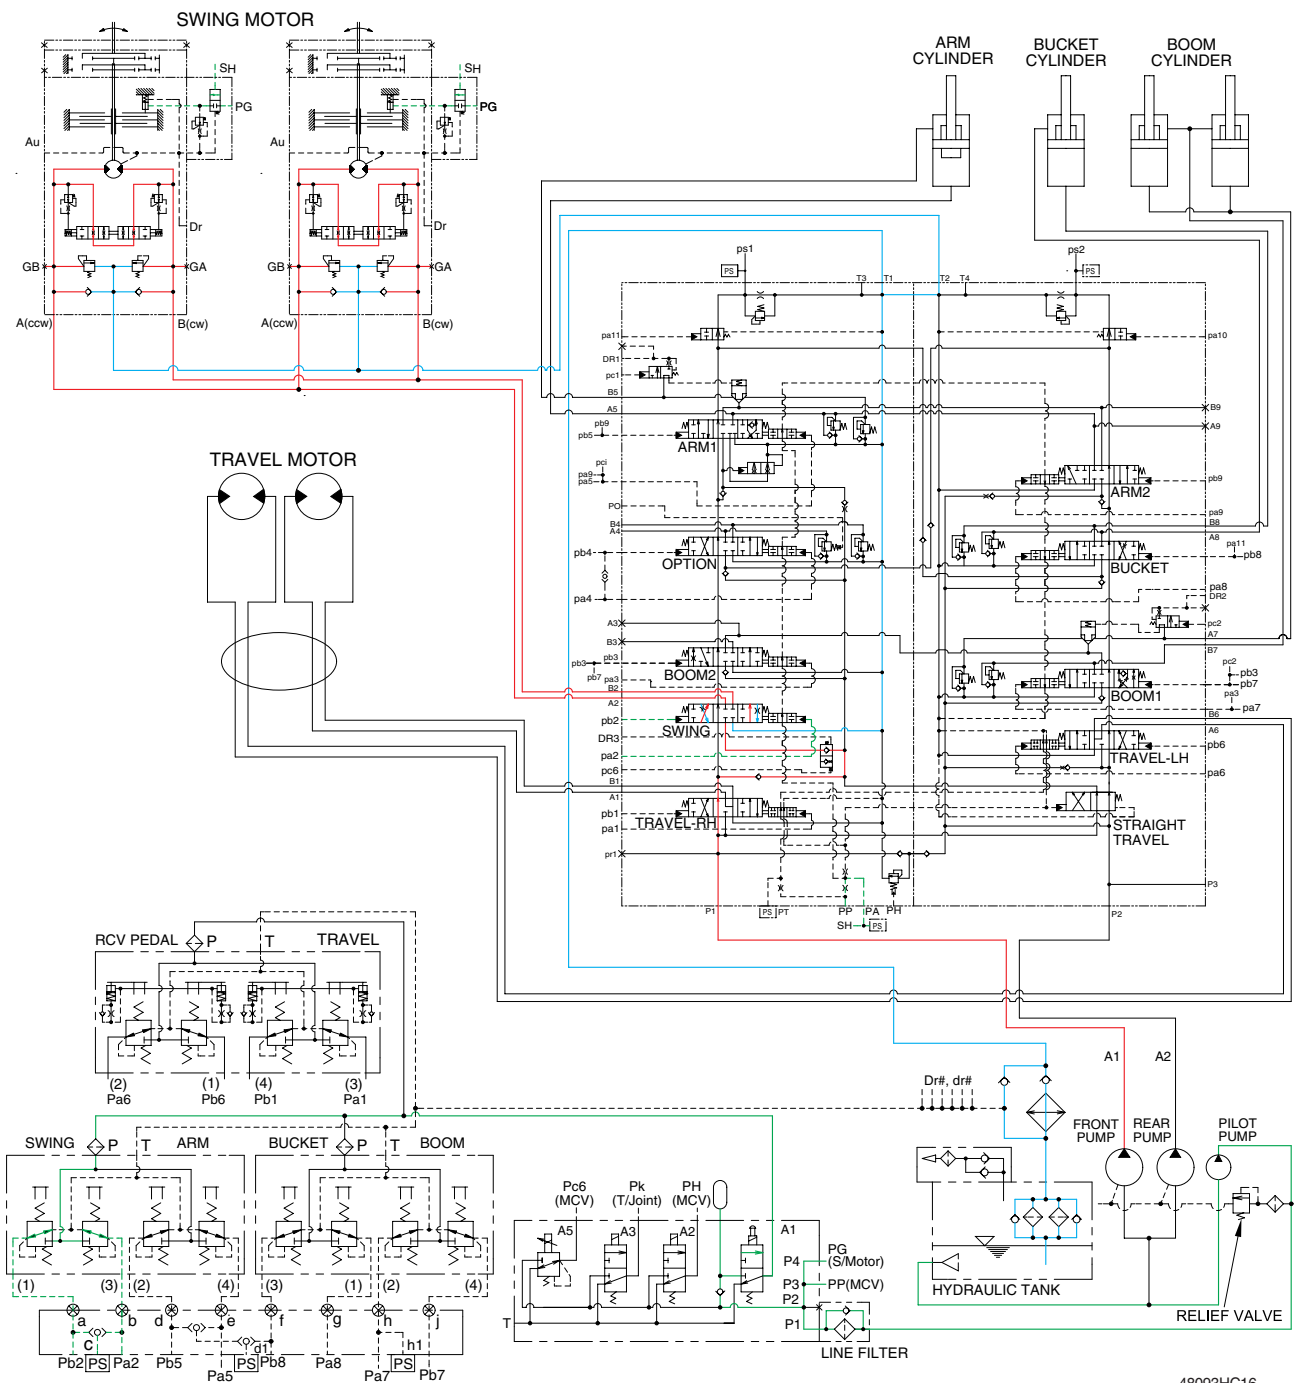 SWING MOTOR
SH
SH
PG
PG
Au
Au
Dr
Dr
GB
GA
GB
GA
A(ccw)
B(cw)
A(ccw)
B(cw)
ARM CYLINDER
BUCKET CYLINDER
BOOM CYLINDER
TRAVEL MOTOR
ps1
PS
T3
T1
T2
T4
ps2
PS
pa11
DR1
pc1
B5
A5
pb9
pb5
ARM1
pci
pa9
pa5
PO
B4
A4
pb4
OPTION
pa4
A3
B3
pb3
pb3
pb7
BOOM2
pa3
B2
A2
pb2
SWING
DR3
pa2
pc6
B1
A1
pb1
TRAVEL-RH
pa1
pr1
pa10
B9
A9
pb9
ARM2
pa9
B8
A8
pa11
pb8
BUCKET
pa8
DR2
pc2
A7
B7
pc2
pb3
pb7
BOOM1
pa3
pa7
B6
A6
pb6
TRAVEL-LH
pa6
STRAIGHT TRAVEL
P3
P1
PS
PT
PP
PA
PH
SH
PS
P2
RCV PEDAL
P
T
TRAVEL
(2)
(1)
(4)
(3)
Pa6
Pb6
Pb1
Pa1
SWING
P
T
ARM
BUCKET
P
T
BOOM
(1)
(3)
(2)
(4)
(3)
(1)
(2)
(4)
a
b
d
e
f
g
h
j
c
d1
h1
Pb2
PS
Pa2
Pb5
Pa5
PS
Pb8
Pa8
Pa7
PS
Pb7
Pc6 (MCV)
Pk (T/Joint)
PH (MCV)
A5
A3
A2
A1
T
P4
P3
P2
P1
PG (S/Motor)
PP(MCV)
LINE FILTER
Dr#, dr#
A1
A2
FRONT PUMP
REAR PUMP
PILOT PUMP
HYDRAULIC TANK
RELIEF VALVE